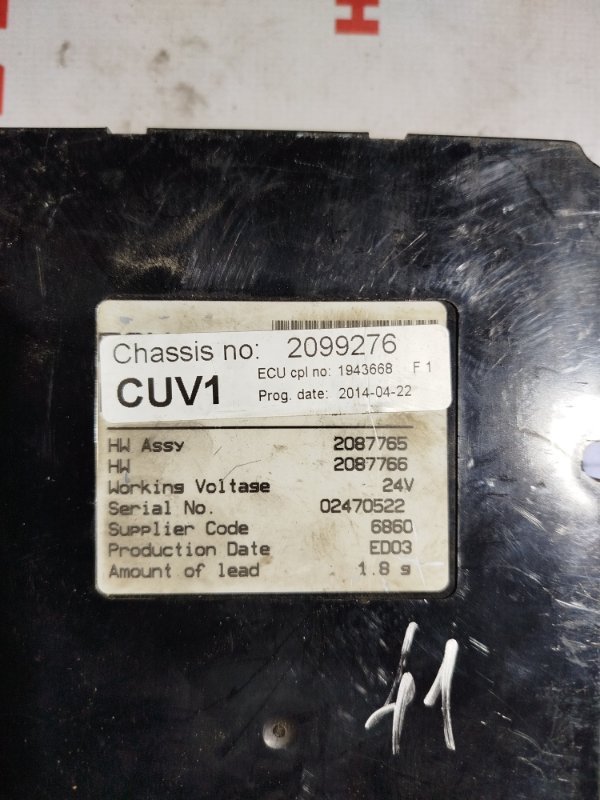 Chassis no: 2099276
CUV1 ECU cpl no: 1943668 F 1
Prog. date: 2014-04-22
HW Assy 2087765
HW 2087766
Working Voltage 24V
Serial No. 02470522
Supplier Code 6860
Production Date ED03
Amount of lead 1.8 g
41